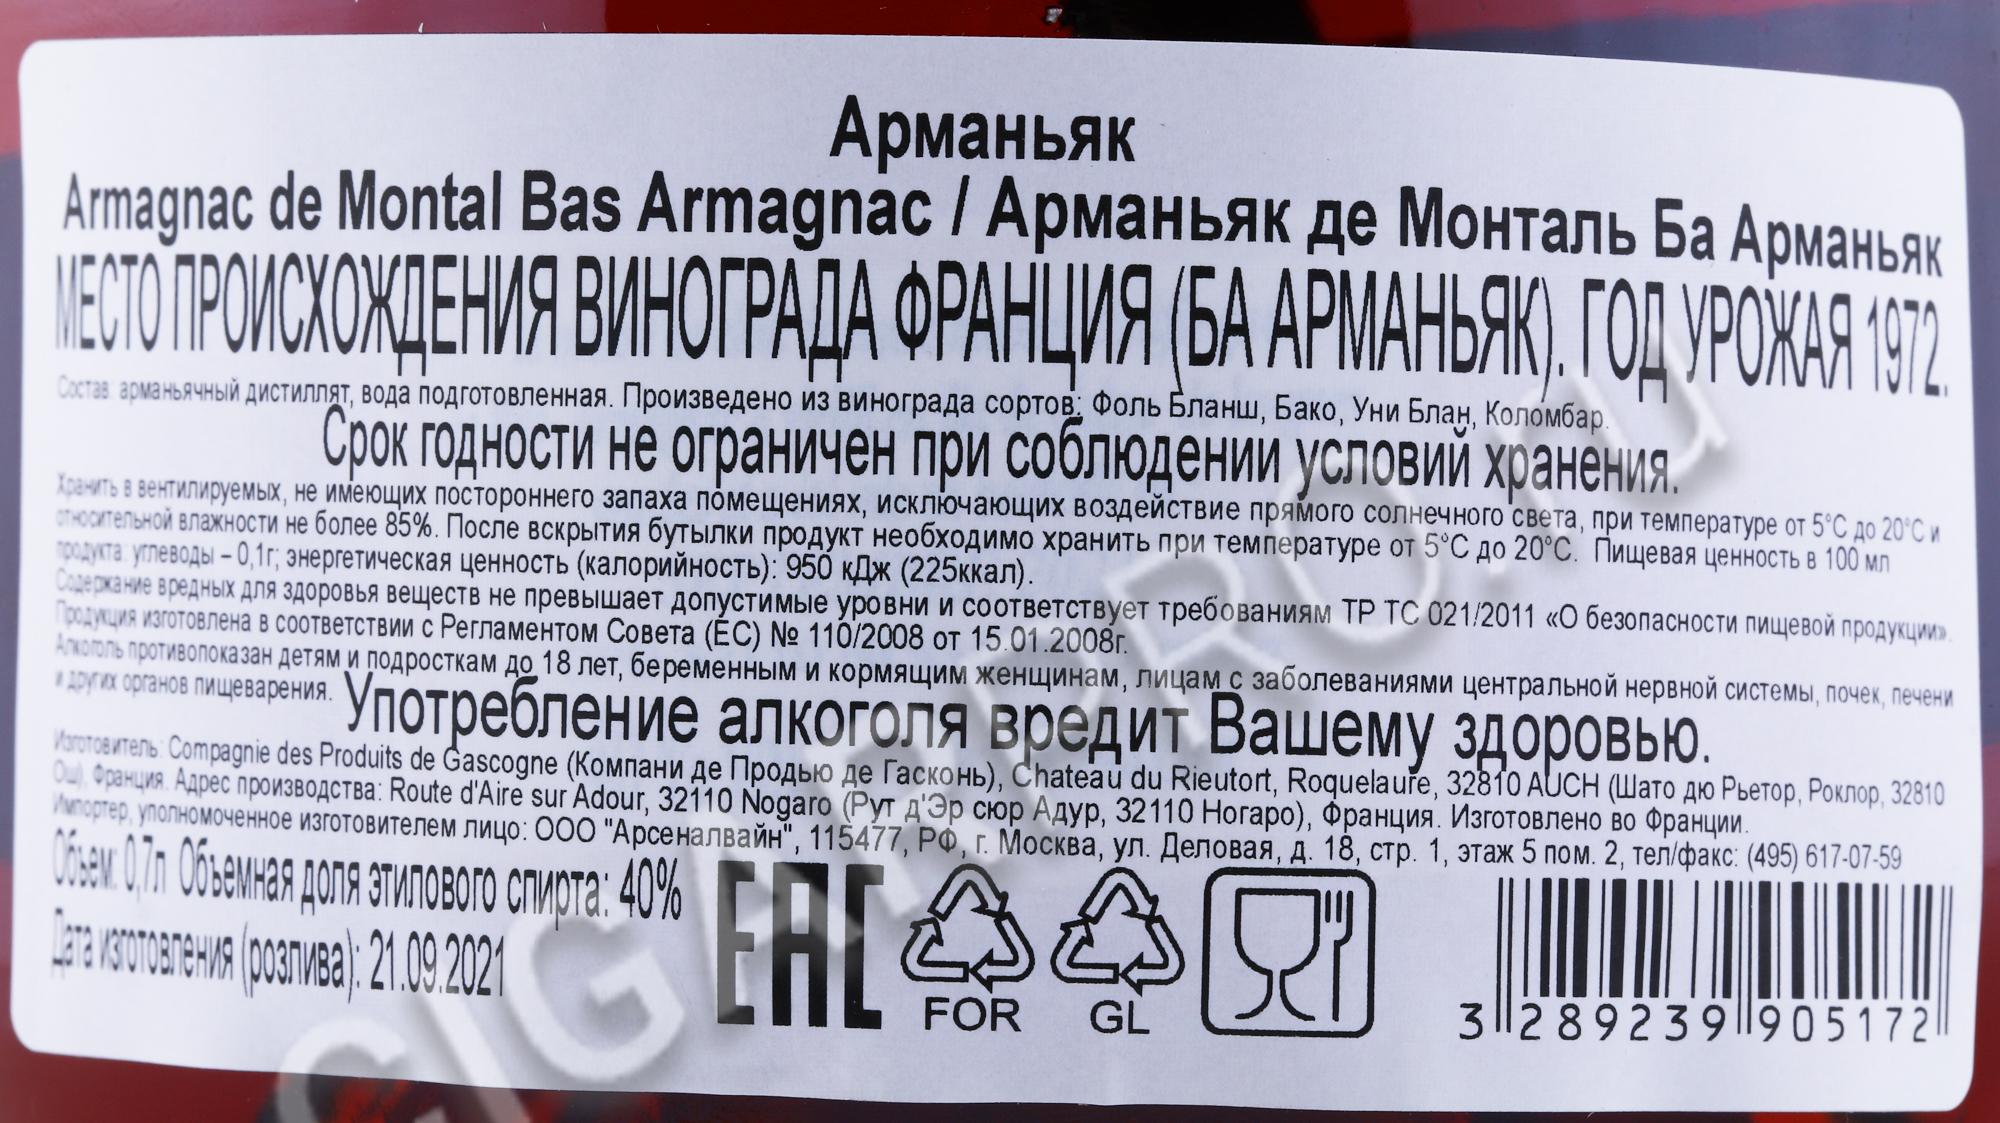 Арманьяк
Armagnac de Montal Bas Armagnac / Арманьяк де Монталь Ба Арманьяк
МЕСТО ПРОИСХОЖДЕНИЯ ВИНОГРАДА ФРАНЦИЯ (БА АРМАНЬЯК). ГОД УРОЖАЯ 1972.
Состав: арманьячный дистиллят, вода подготовленная. Произведено из винограда сортов: Фоль Бланш, Бако, Уни Блан, Коломбар.
Срок годности не ограничен при соблюдении условий хранения.
Хранить в вентилируемых, не имеющих постороннего запаха помещениях, исключающих воздействие прямого солнечного света, при температуре от 5°С до 20°С и
относительной влажности не более 85%. После вскрытия бутылки продукт необходимо хранить при температуре от 5°С до 20°С. Пищевая ценность в 100 мл
продукта: углеводы – 0,1г; энергетическая ценность (калорийность): 950 кДж (225ккал).
Содержание вредных для здоровья веществ не превышает допустимые уровни и соответствует требованиям ТР ТС 021/2011 «О безопасности пищевой продукции».
Продукция изготовлена в соответствии с Регламентом Совета (ЕС) № 110/2008 от 15.01.2008г.
Алкоголь противопоказан детям и подросткам до 18 лет, беременным и кормящим женщинам, лицам с заболеваниями центральной нервной системы, почек, печени
и других органов пищеварения.
Употребление алкоголя вредит Вашему здоровью.
Изготовитель: Compagnie des Produits de Gascogne (Компани де Продью де Гасконь), Chateau du Rieutort, Roquelaure, 32810 AUCH (Шато дю Рьетор, Роклор, 32810
Ош), Франция. Адрес производства: Route d'Aire sur Adour, 32110 Nogaro (Рут д'Эр сюр Адур, 32110 Ногаро), Франция. Изготовлено во Франции.
Импортер, уполномоченное изготовителем лицо: ООО "Арсеналвайн", 115477, РФ, г. Москва, ул. Деловая, д. 18, стр. 1, этаж 5 пом. 2, тел/факс: (495) 617-07-59
Объем: 0,7л Объемная доля этилового спирта: 40%
Дата изготовления (розлива): 21.09.2021
EAC
FOR
GL
3 289239 905172
CIGARPRO.ru